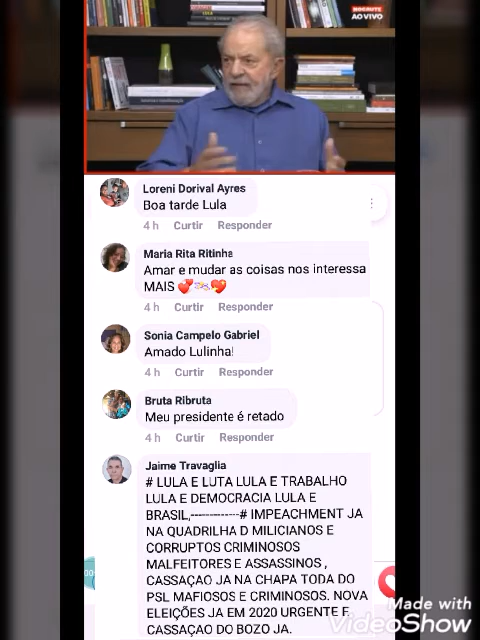 AO VIVO
Loreni Dorival Ayres
Boa tarde Lula
4 h Curtir Responder
Maria Rita Ritinha
Amar e mudar as coisas nos interessa
MAIS 💞🫶💖
4 h Curtir Responder
Sonia Campelo Gabriel
Amado Lulinha!
4 h Curtir Responder
Bruta Ribruta
Meu presidente é retado
4 h Curtir Responder
Jaime Travaglia
# LULA E LUTA LULA E TRABALHO
LULA E DEMOCRACIA LULA E
BRASIL,------------# IMPEACHMENT JA
NA QUADRILHA D MILICIANOS E
CORRUPTOS CRIMINOSOS
MALFEITORES E ASSASSINOS ,
CASSAÇAO JA NA CHAPA TODA DO
PSL MAFIOSOS E CRIMINOSOS. NOVA
ELEIÇÕES JA EM 2020 URGENTE E
CASSAÇAO DO BOZO JA.
Made with
VideoShow